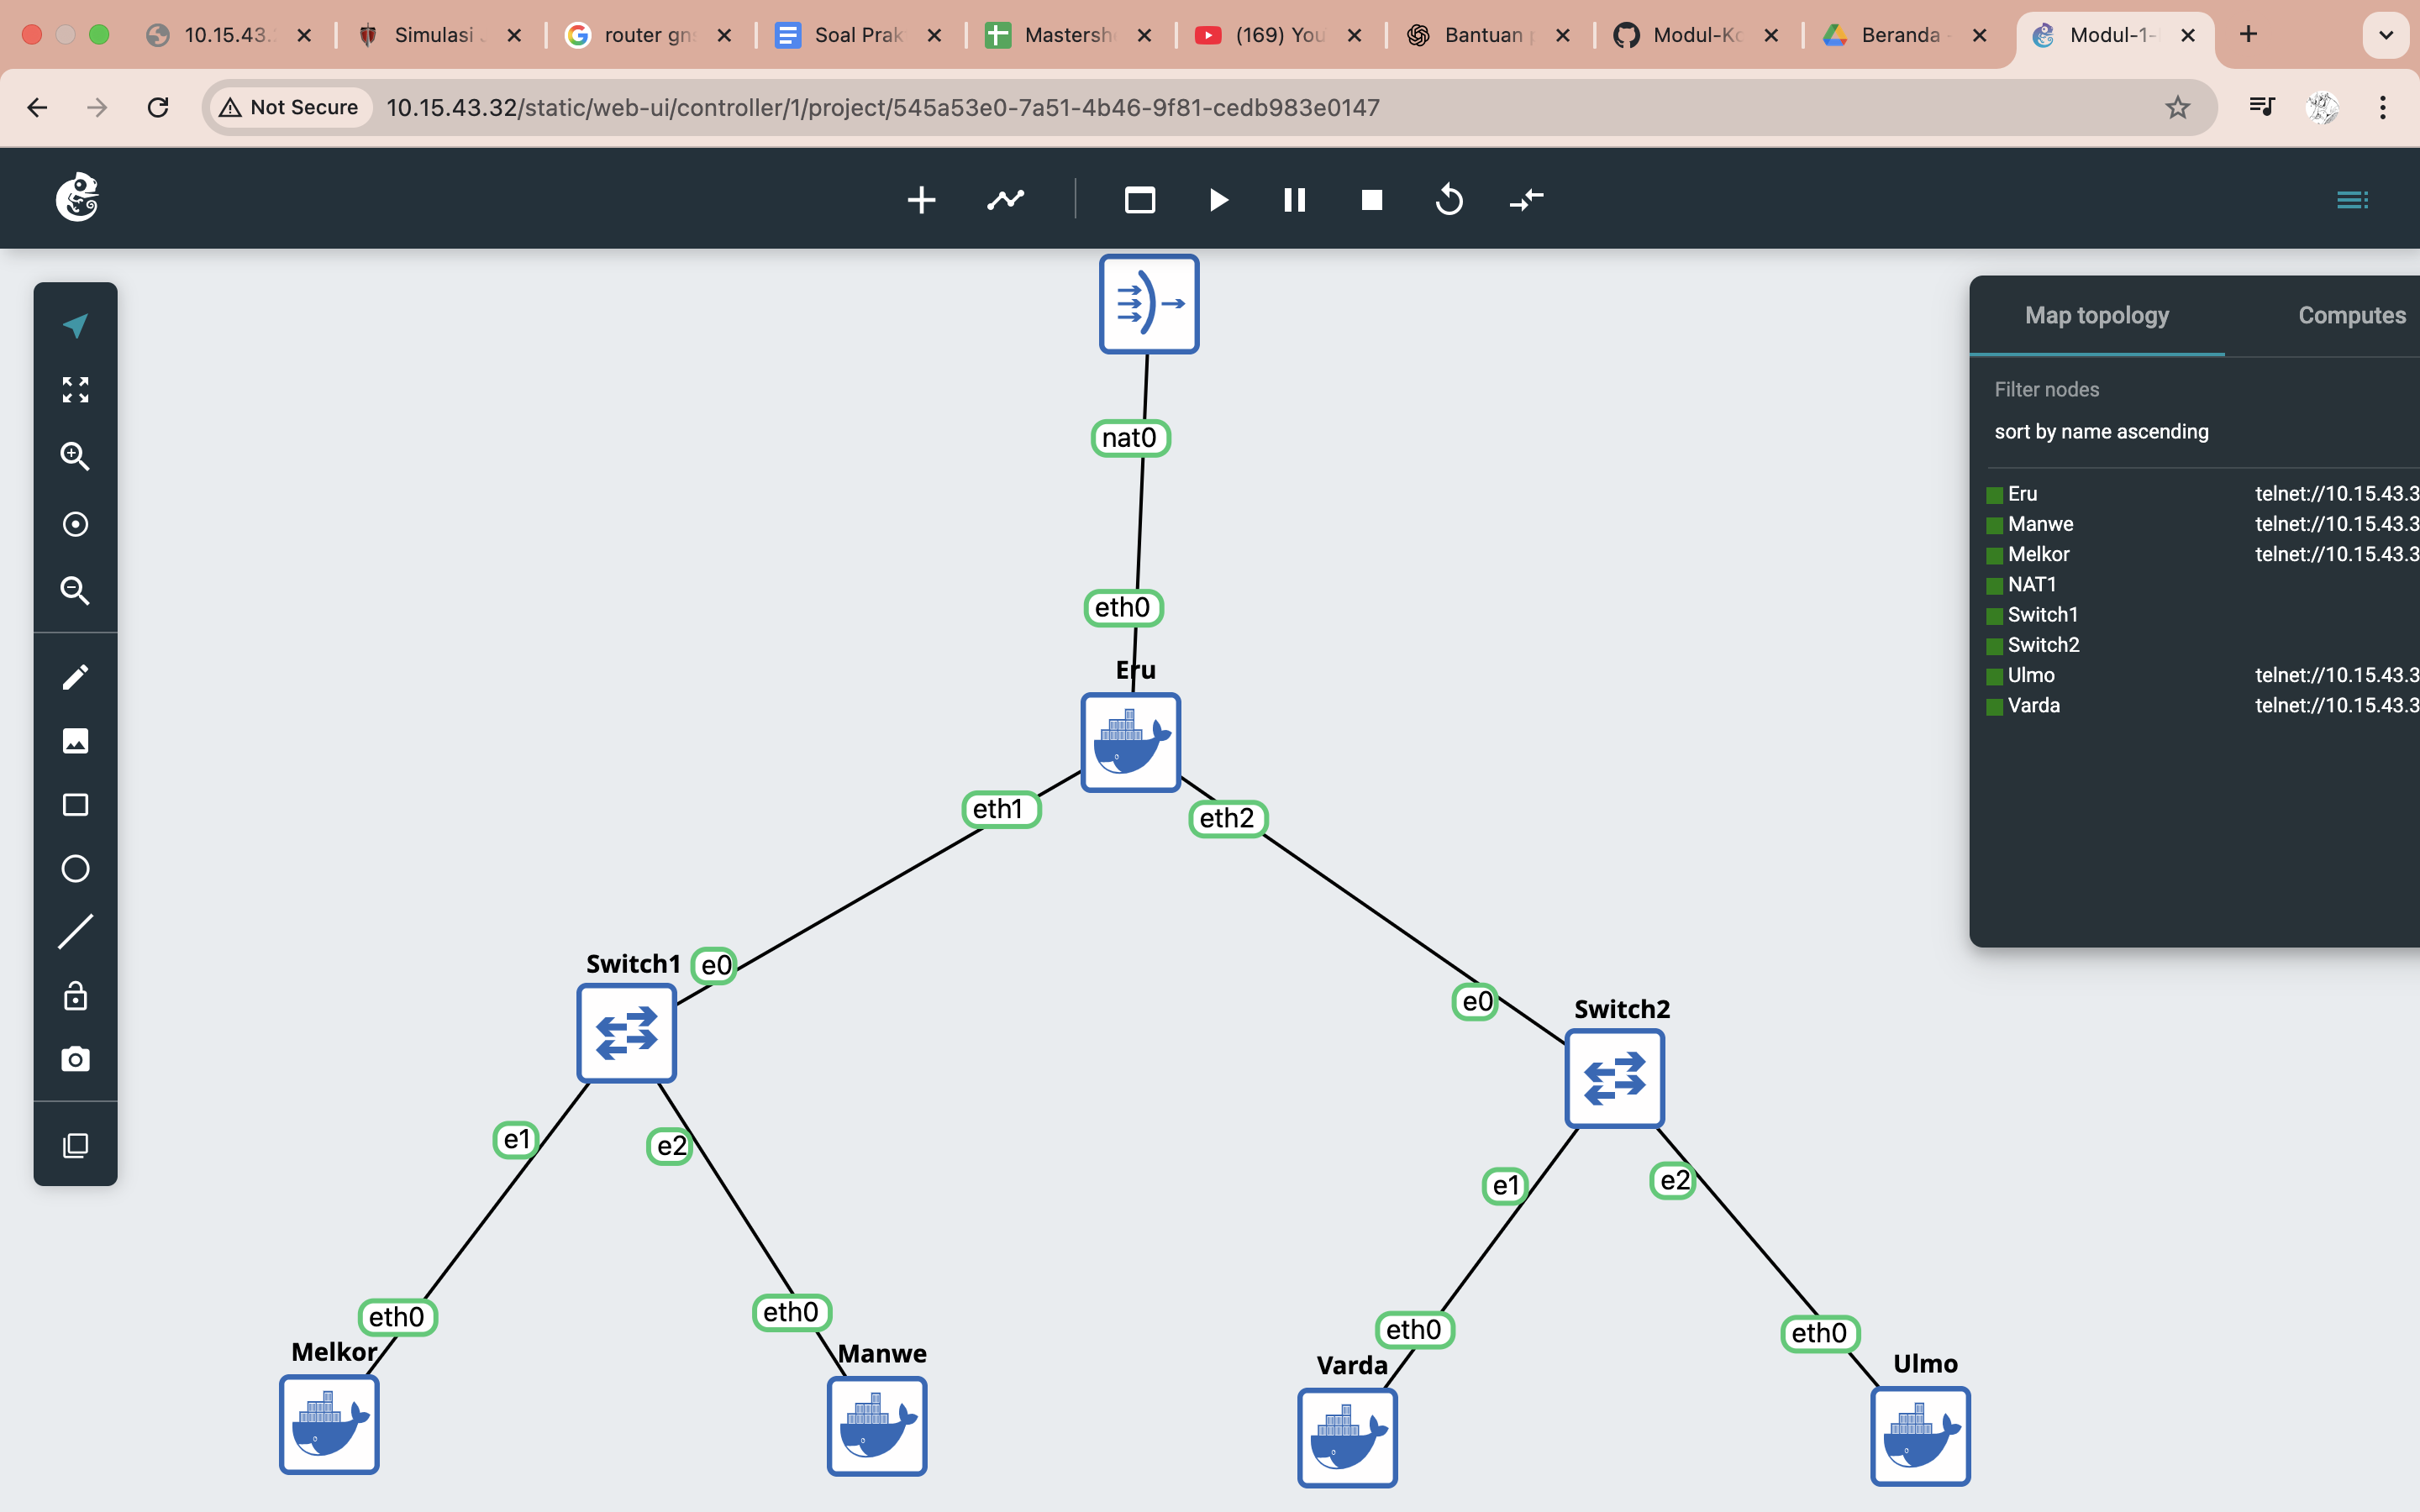 10.15.43.
Simulasi
router gn
Soal Prak
Mastersh
(169) You
Bantuan
Modul-Ko
Beranda
Modul-1-
Not Secure
10.15.43.32/static/web-ui/controller/1/project/545a53e0-7a51-4b46-9f81-cedb983e0147
Map topology
Computes
Filter nodes
sort by name ascending
Eru telnet://10.15.43.3
Manwe telnet://10.15.43.3
Melkor telnet://10.15.43.3
NAT1
Switch1
Switch2
Ulmo telnet://10.15.43.3
Varda telnet://10.15.43.3
nat0
eth0
Eru
eth1
eth2
Switch1
e0
e0
Switch2
e1
e2
e1
e2
eth0
eth0
eth0
eth0
Melkor
Manwe
Varda
Ulmo